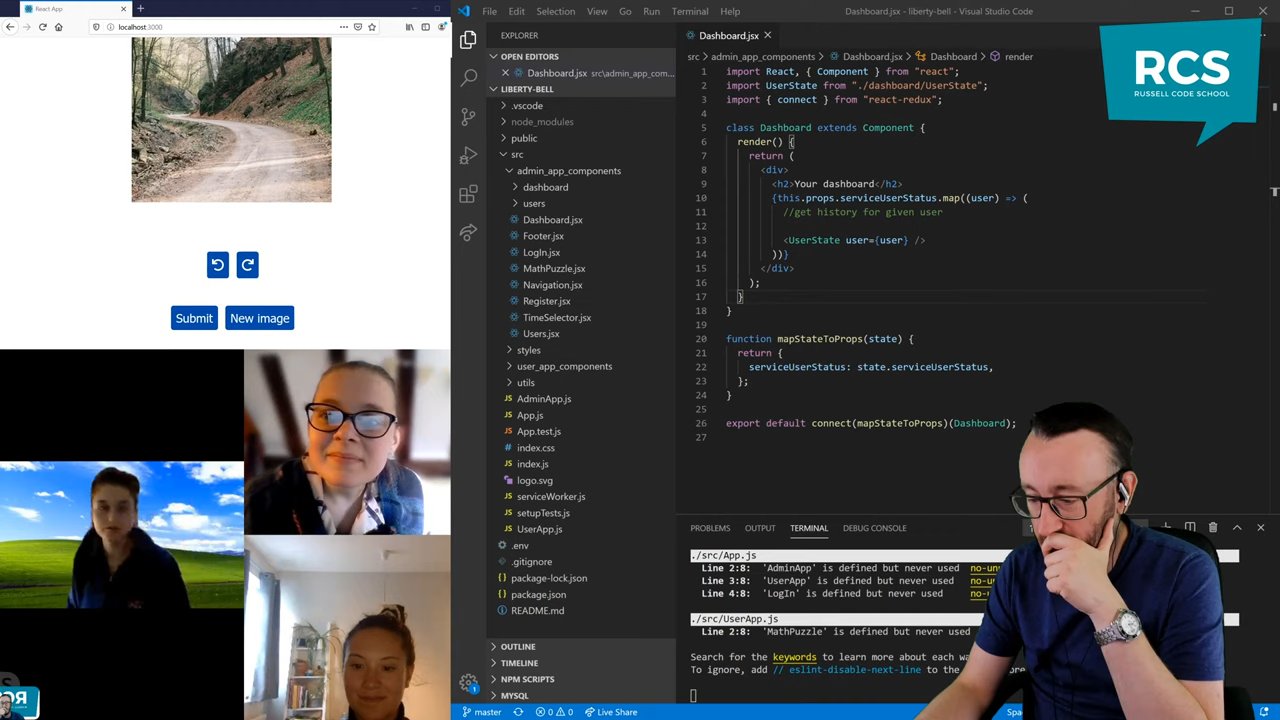 React App
localhost:3000
Submit
New image
File Edit Selection View Go Run Terminal
Dashboard.jsx - liberty-bell - Visual Studio Code
RCS
RUSSELL CODE SCHOOL
EXPLORER
OPEN EDITORS
Dashboard.jsx src\admin_app_com...
LIBERTY-BELL
.vscode
node_modules
public
src
admin_app_components
dashboard
users
Dashboard.jsx
Footer.jsx
LogIn.jsx
MathPuzzle.jsx
Navigation.jsx
Register.jsx
TimeSelector.jsx
Users.jsx
styles
user_app_components
utils
AdminApp.js
App.js
App.test.js
index.css
index.js
logo.svg
serviceWorker.js
setupTests.js
UserApp.js
.env
.gitignore
package-lock.json
package.json
README.md
OUTLINE
TIMELINE
NPM SCRIPTS
MYSQL
Dashboard.jsx
src > admin_app_components > Dashboard.jsx > Dashboard > render
1 import React, { Component } from "react";
2 import UserState from "./dashboard/UserState";
3 import { connect } from "react-redux";
4
5 class Dashboard extends Component {
6 render() {
7 return (
8 <div>
9 <h2>Your dashboard</h2>
10 {this.props.serviceUserStatus.map((user) => (
11 //get history for given user
12
13 <UserState user={user} />
14 ))}
15 </div>
16 );
17 }
18 }
19
20 function mapStateToProps(state) {
21 return {
22 serviceUserStatus: state.serviceUserStatus,
23 };
24 }
25
26 export default connect(mapStateToProps)(Dashboard);
27
PROBLEMS OUTPUT TERMINAL DEBUG CONSOLE
./src/App.js
Line 2:8: 'AdminApp' is defined but never used
Line 3:8: 'UserApp' is defined but never used
Line 4:8: 'LogIn' is defined but never used
./src/UserApp.js
Line 2:8: 'MathPuzzle' is defined but never used
Search for the keywords to learn more about each
To ignore, add // eslint-disable-next-line to the
master 0 0 Live Share